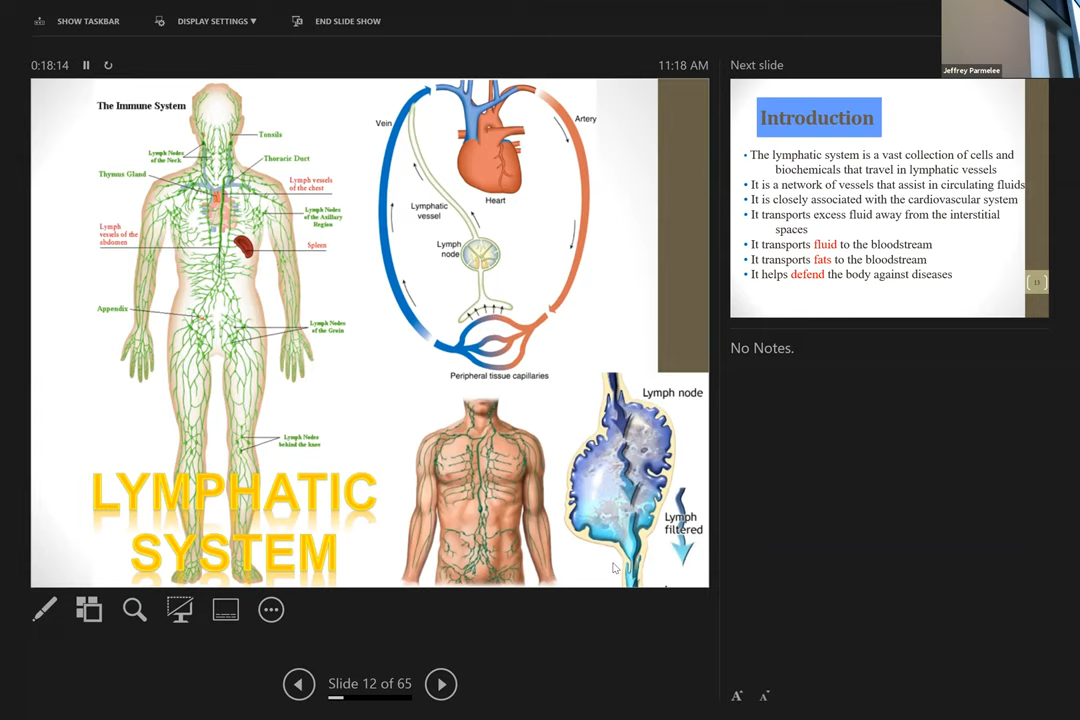 SHOW TASKBAR
DISPLAY SETTINGS ▼
END SLIDE SHOW
Jeffrey Parmelee
0:18:14
11:18 AM
Next slide
The Immune System
Tonsils
Lymph Nodes
of the Neck
Thoracic Duct
Thymus Gland
Lymph vessels
of the chest
Lymph Nodes
of the Axillary
Region
Lymph
vessels of the
abdomen
Spleen
Appendix
Lymph Nodes
of the Groin
Lymph Nodes
behind the knee
LYMPHATIC
SYSTEM
Vein
Artery
Heart
Lymphatic
vessel
Lymph
node
Peripheral tissue capillaries
Lymph node
Lymph
filtered
Introduction
• The lymphatic system is a vast collection of cells and
biochemicals that travel in lymphatic vessels
• It is a network of vessels that assist in circulating fluids
• It is closely associated with the cardiovascular system
• It transports excess fluid away from the interstitial
spaces
• It transports fluid to the bloodstream
• It transports fats to the bloodstream
• It helps defend the body against diseases
13
No Notes.
Slide 12 of 65
A A